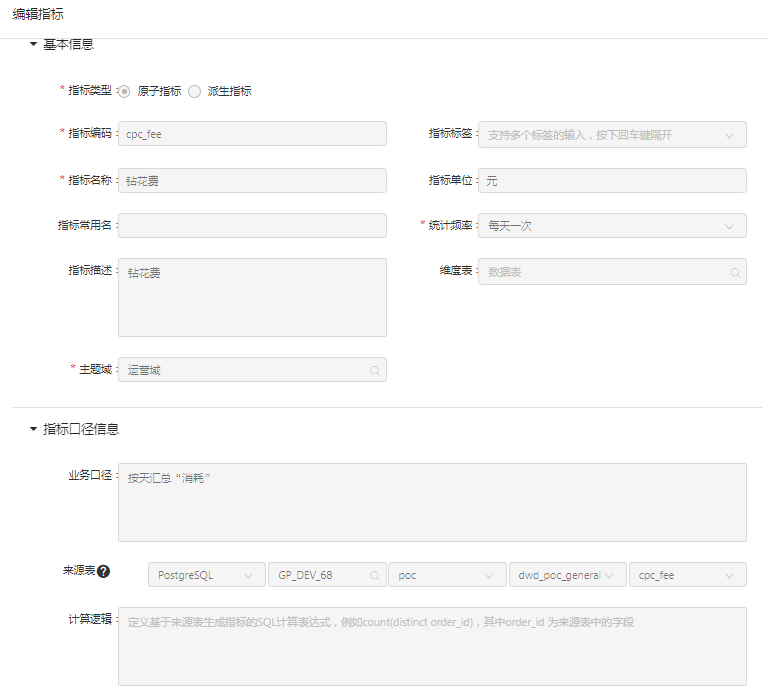 编辑指标
基本信息
* 指标类型 : 原子指标 派生指标
* 指标编码 : cpc_fee 指标标签 : 支持多个标签的输入，按下回车键隔开
* 指标名称 : 钻花费 指标单位 : 元
指标常用名 : * 统计频率 : 每天一次
指标描述 : 钻花费 维度表 : 数据表
* 主题域 : 运营域
指标口径信息
业务口径 : 按天汇总“消耗”
来源表 ? PostgreSQL GP_DEV_68 poc dwd_poc_general cpc_fee
计算逻辑 : 定义基于来源表生成指标的SQL计算表达式，例如count(distinct order_id)，其中order_id 为来源表中的字段